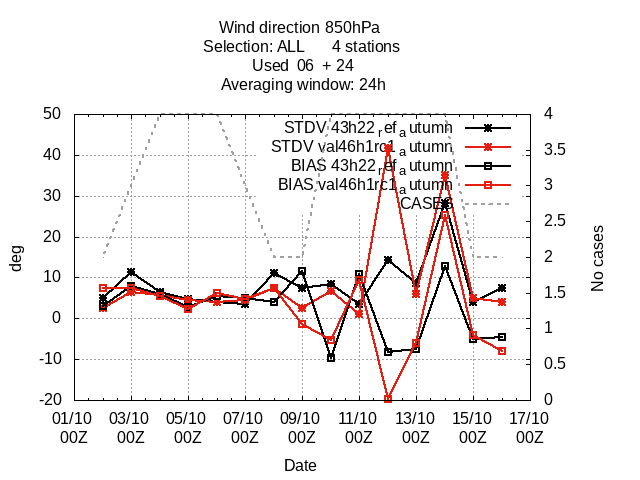 Wind direction 850hPa
Selection: ALL 4 stations
Used 06 + 24
Averaging window: 24h
STDV 43h22_ref_autumn
STDV val46h1rc1_autumn
BIAS 43h22_ref_autumn
BIAS val46h1rc1_autumn
CASES
50
40
30
20
10
0
-10
-20
deg
4
3.5
3
2.5
2
1.5
1
0.5
0
No cases
01/10 03/10 05/10 07/10 09/10 11/10 13/10 15/10 17/10
00Z 00Z 00Z 00Z 00Z 00Z 00Z 00Z 00Z
Date